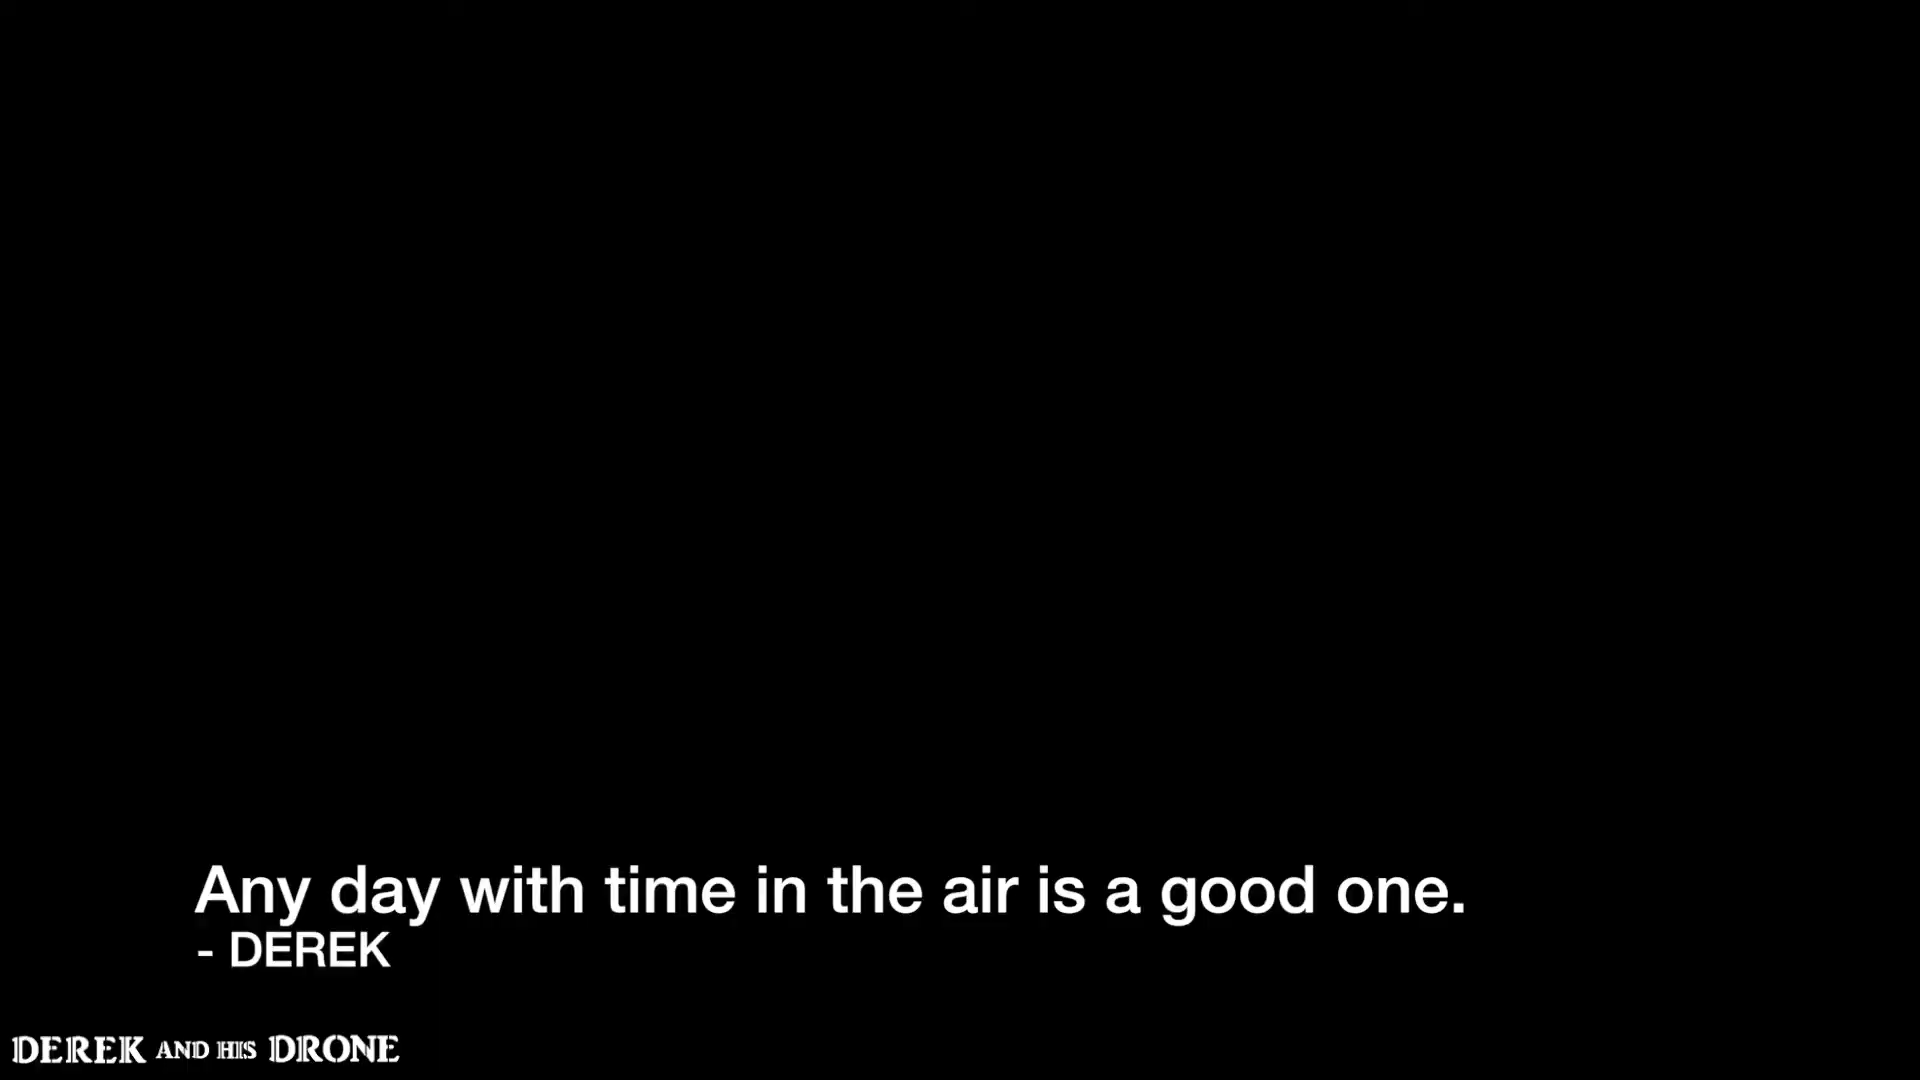 Any day with time in the air is a good one.
- DEREK
DEREK AND HIS DRONE